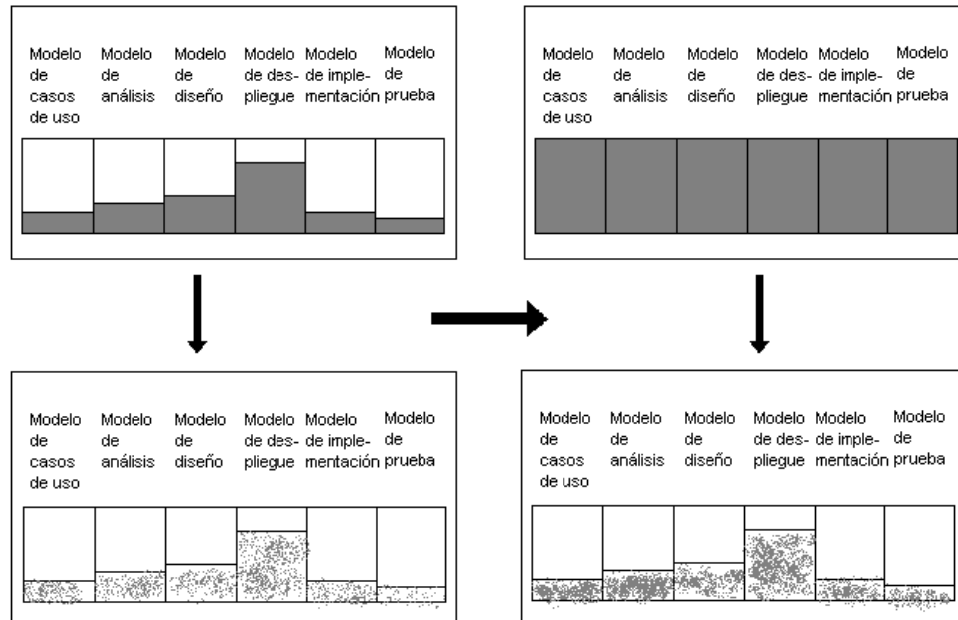 Modelo
de
casos
de uso
Modelo
de
análisis
Modelo
de
diseño
Modelo
de des-
pliegue
Modelo
de imple-
mentación
Modelo
de
prueba
Modelo
de
casos
de uso
Modelo
de
análisis
Modelo
de
diseño
Modelo
de des-
pliegue
Modelo
de imple-
mentación
Modelo
de
prueba
Modelo
de
casos
de uso
Modelo
de
análisis
Modelo
de
diseño
Modelo
de des-
pliegue
Modelo
de imple-
mentación
Modelo
de
prueba
Modelo
de
casos
de uso
Modelo
de
análisis
Modelo
de
diseño
Modelo
de des-
pliegue
Modelo
de imple-
mentación
Modelo
de
prueba